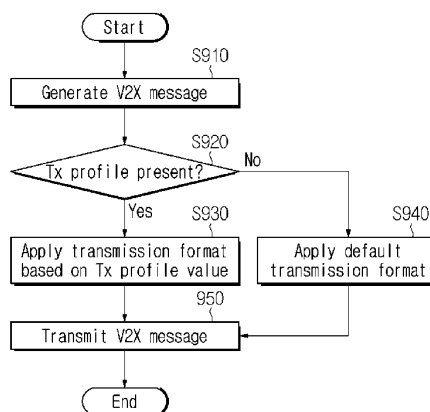 Start
S910
Generate V2X message
S920
Tx profile present?
No
Yes
S930
S940
Apply transmission format
based on Tx profile value
Apply default
transmission format
950
Transmit V2X message
End